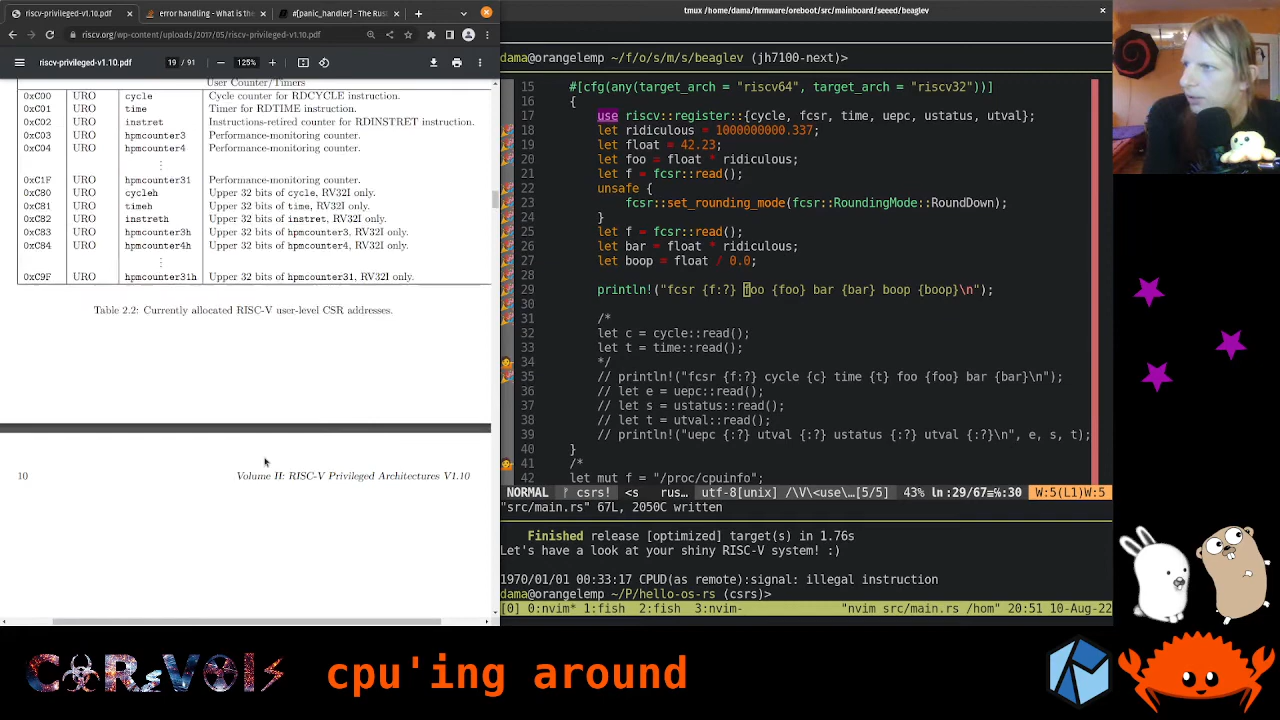 riscv-privileged-v1.10.pdf
error handling - What is the
#[panic_handler] - The Rus
riscv.org/wp-content/uploads/2017/05/riscv-privileged-v1.10.pdf
riscv-privileged-v1.10.pdf
19 / 91
125%
User Counter/Timers
0xC00 URO cycle Cycle counter for RDCYCLE instruction.
0xC01 URO time Timer for RDTIME instruction.
0xC02 URO instret Instructions-retired counter for RDINSTRET instruction.
0xC03 URO hpmcounter3 Performance-monitoring counter.
0xC04 URO hpmcounter4 Performance-monitoring counter.
⋮
0xC1F URO hpmcounter31 Performance-monitoring counter.
0xC80 URO cycleh Upper 32 bits of cycle, RV32I only.
0xC81 URO timeh Upper 32 bits of time, RV32I only.
0xC82 URO instreth Upper 32 bits of instret, RV32I only.
0xC83 URO hpmcounter3h Upper 32 bits of hpmcounter3, RV32I only.
0xC84 URO hpmcounter4h Upper 32 bits of hpmcounter4, RV32I only.
⋮
0xC9F URO hpmcounter31h Upper 32 bits of hpmcounter31, RV32I only.
Table 2.2: Currently allocated RISC-V user-level CSR addresses.
10 Volume II: RISC-V Privileged Architectures V1.10
tmux /home/dama/firmware/oreboot/src/mainboard/seeed/beaglev
dama@orangelemp ~/f/o/s/m/s/beaglev (jh7100-next)>
15 #[cfg(any(target_arch = "riscv64", target_arch = "riscv32"))]
16 {
17 use riscv::register::{cycle, fcsr, time, uepc, ustatus, utval};
18 let ridiculous = 1000000000.337;
19 let float = 42.23;
20 let foo = float * ridiculous;
21 let f = fcsr::read();
22 unsafe {
23 fcsr::set_rounding_mode(fcsr::RoundingMode::RoundDown);
24 }
25 let f = fcsr::read();
26 let bar = float * ridiculous;
27 let boop = float / 0.0;
28
29 println!("fcsr {f:?} foo {foo} bar {bar} boop {boop}\n");
30
31 /*
32 let c = cycle::read();
33 let t = time::read();
34 */
35 // println!("fcsr {f:?} cycle {c} time {t} foo {foo} bar {bar}\n");
36 // let e = uepc::read();
37 // let s = ustatus::read();
38 // let t = utval::read();
39 // println!("uepc {:?} utval {:?} ustatus {:?} utval {:?}\n", e, s, t);
40 }
41 /*
42 let mut f = "/proc/cpuinfo";
NORMAL csrs! <s rus… utf-8[unix] /\V\<use\…[5/5] 43% ln:29/67≡℅:30 W:5(L1)W:5
"src/main.rs" 67L, 2050C written
Finished release [optimized] target(s) in 1.76s
Let's have a look at your shiny RISC-V system! :)
1970/01/01 00:33:17 CPUD(as remote):signal: illegal instruction
dama@orangelemp ~/P/hello-os-rs (csrs)>
[0] 0:nvim* 1:fish 2:fish 3:nvim- "nvim src/main.rs /hom" 20:51 10-Aug-22
cpu'ing around